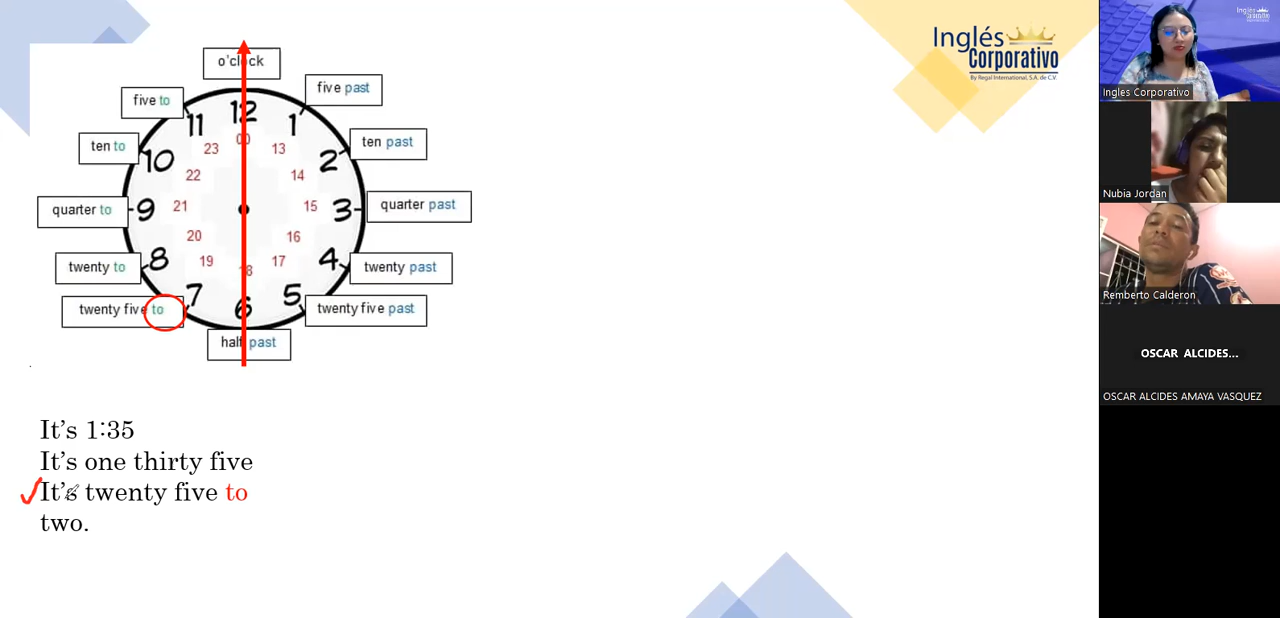 Inglés
Corporativo
By Regal International, S.A. de C.V.
o'clock
five to
five past
ten to
ten past
quarter to
quarter past
twenty to
twenty past
twenty five to
twenty five past
half past
12
1
2
3
4
5
6
7
8
9
10
11
00
13
14
15
16
17
18
19
20
21
22
23
It's 1:35
It's one thirty five
It's twenty five to
two.
Inglés
Corporativo
Ingles Corporativo
Nubia Jordan
Remberto Calderon
OSCAR ALCIDES...
OSCAR ALCIDES AMAYA VASQUEZ